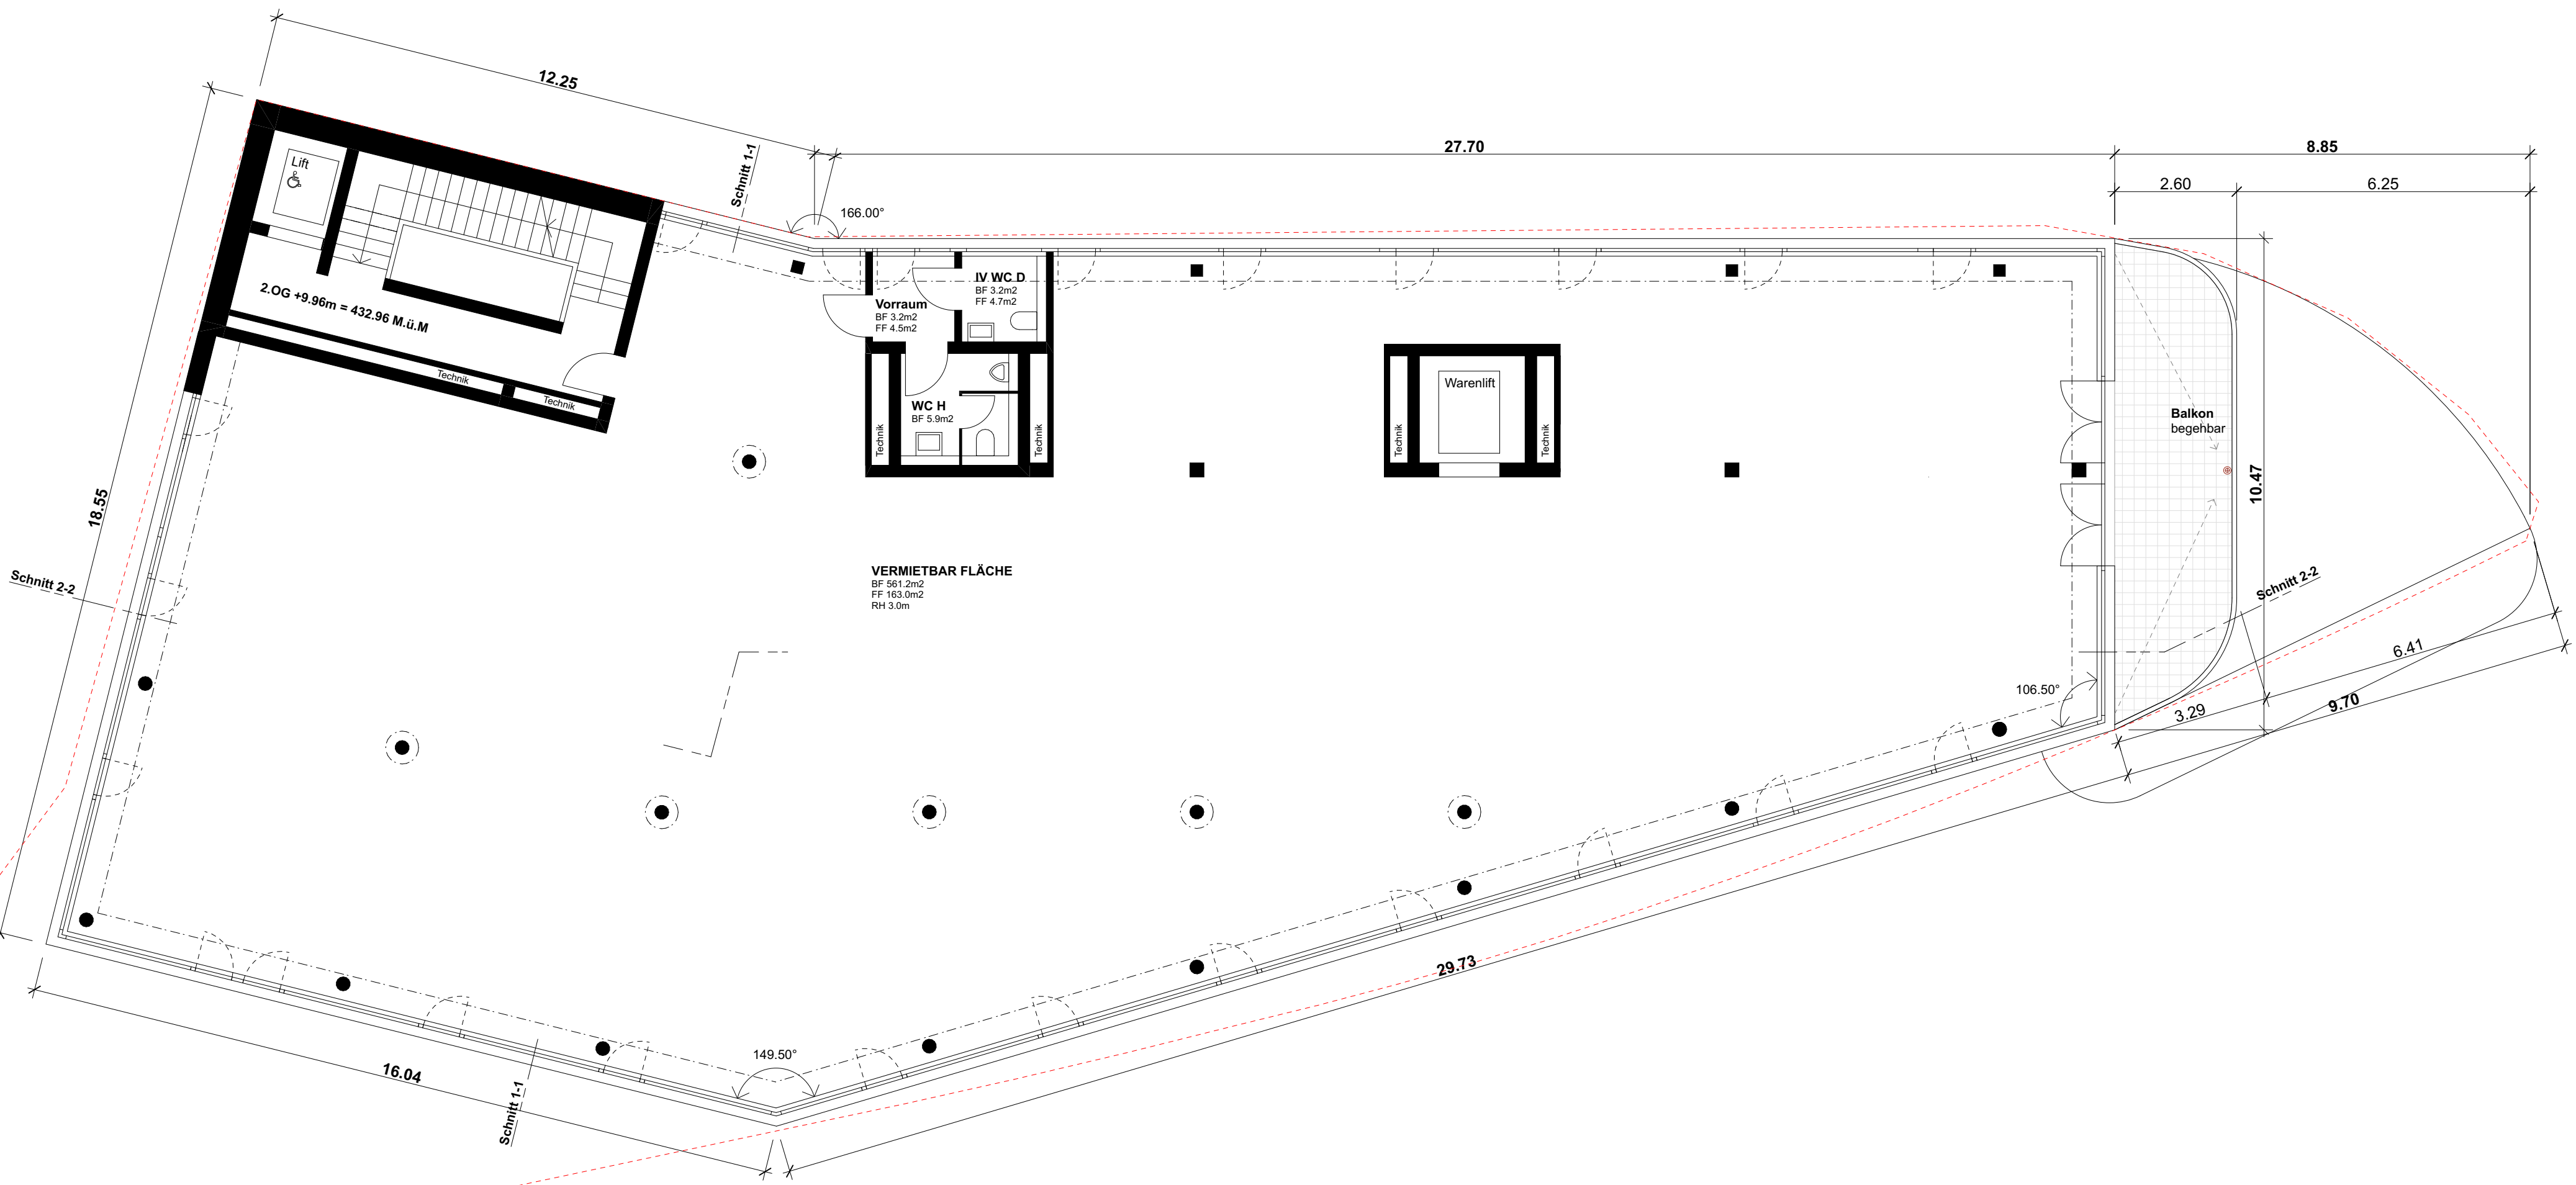 12.25
27.70
8.85
2.60
6.25
Schnitt 1-1
166.00°
Lift
2.OG +9.96m = 432.96 M.ü.M
Technik
Technik
Vorraum
BF 3.2m2
FF 4.5m2
IV WC D
BF 3.2m2
FF 4.7m2
WC H
BF 5.9m2
Technik
Technik
Warenlift
Technik
Technik
Balkon
begehbar
10.47
18.55
Schnitt 2-2
VERMIETBAR FLÄCHE
BF 561.2m2
FF 163.0m2
RH 3.0m
Schnitt 2-2
106.50°
6.41
3.29
9.70
29.73
149.50°
16.04
Schnitt 1-1